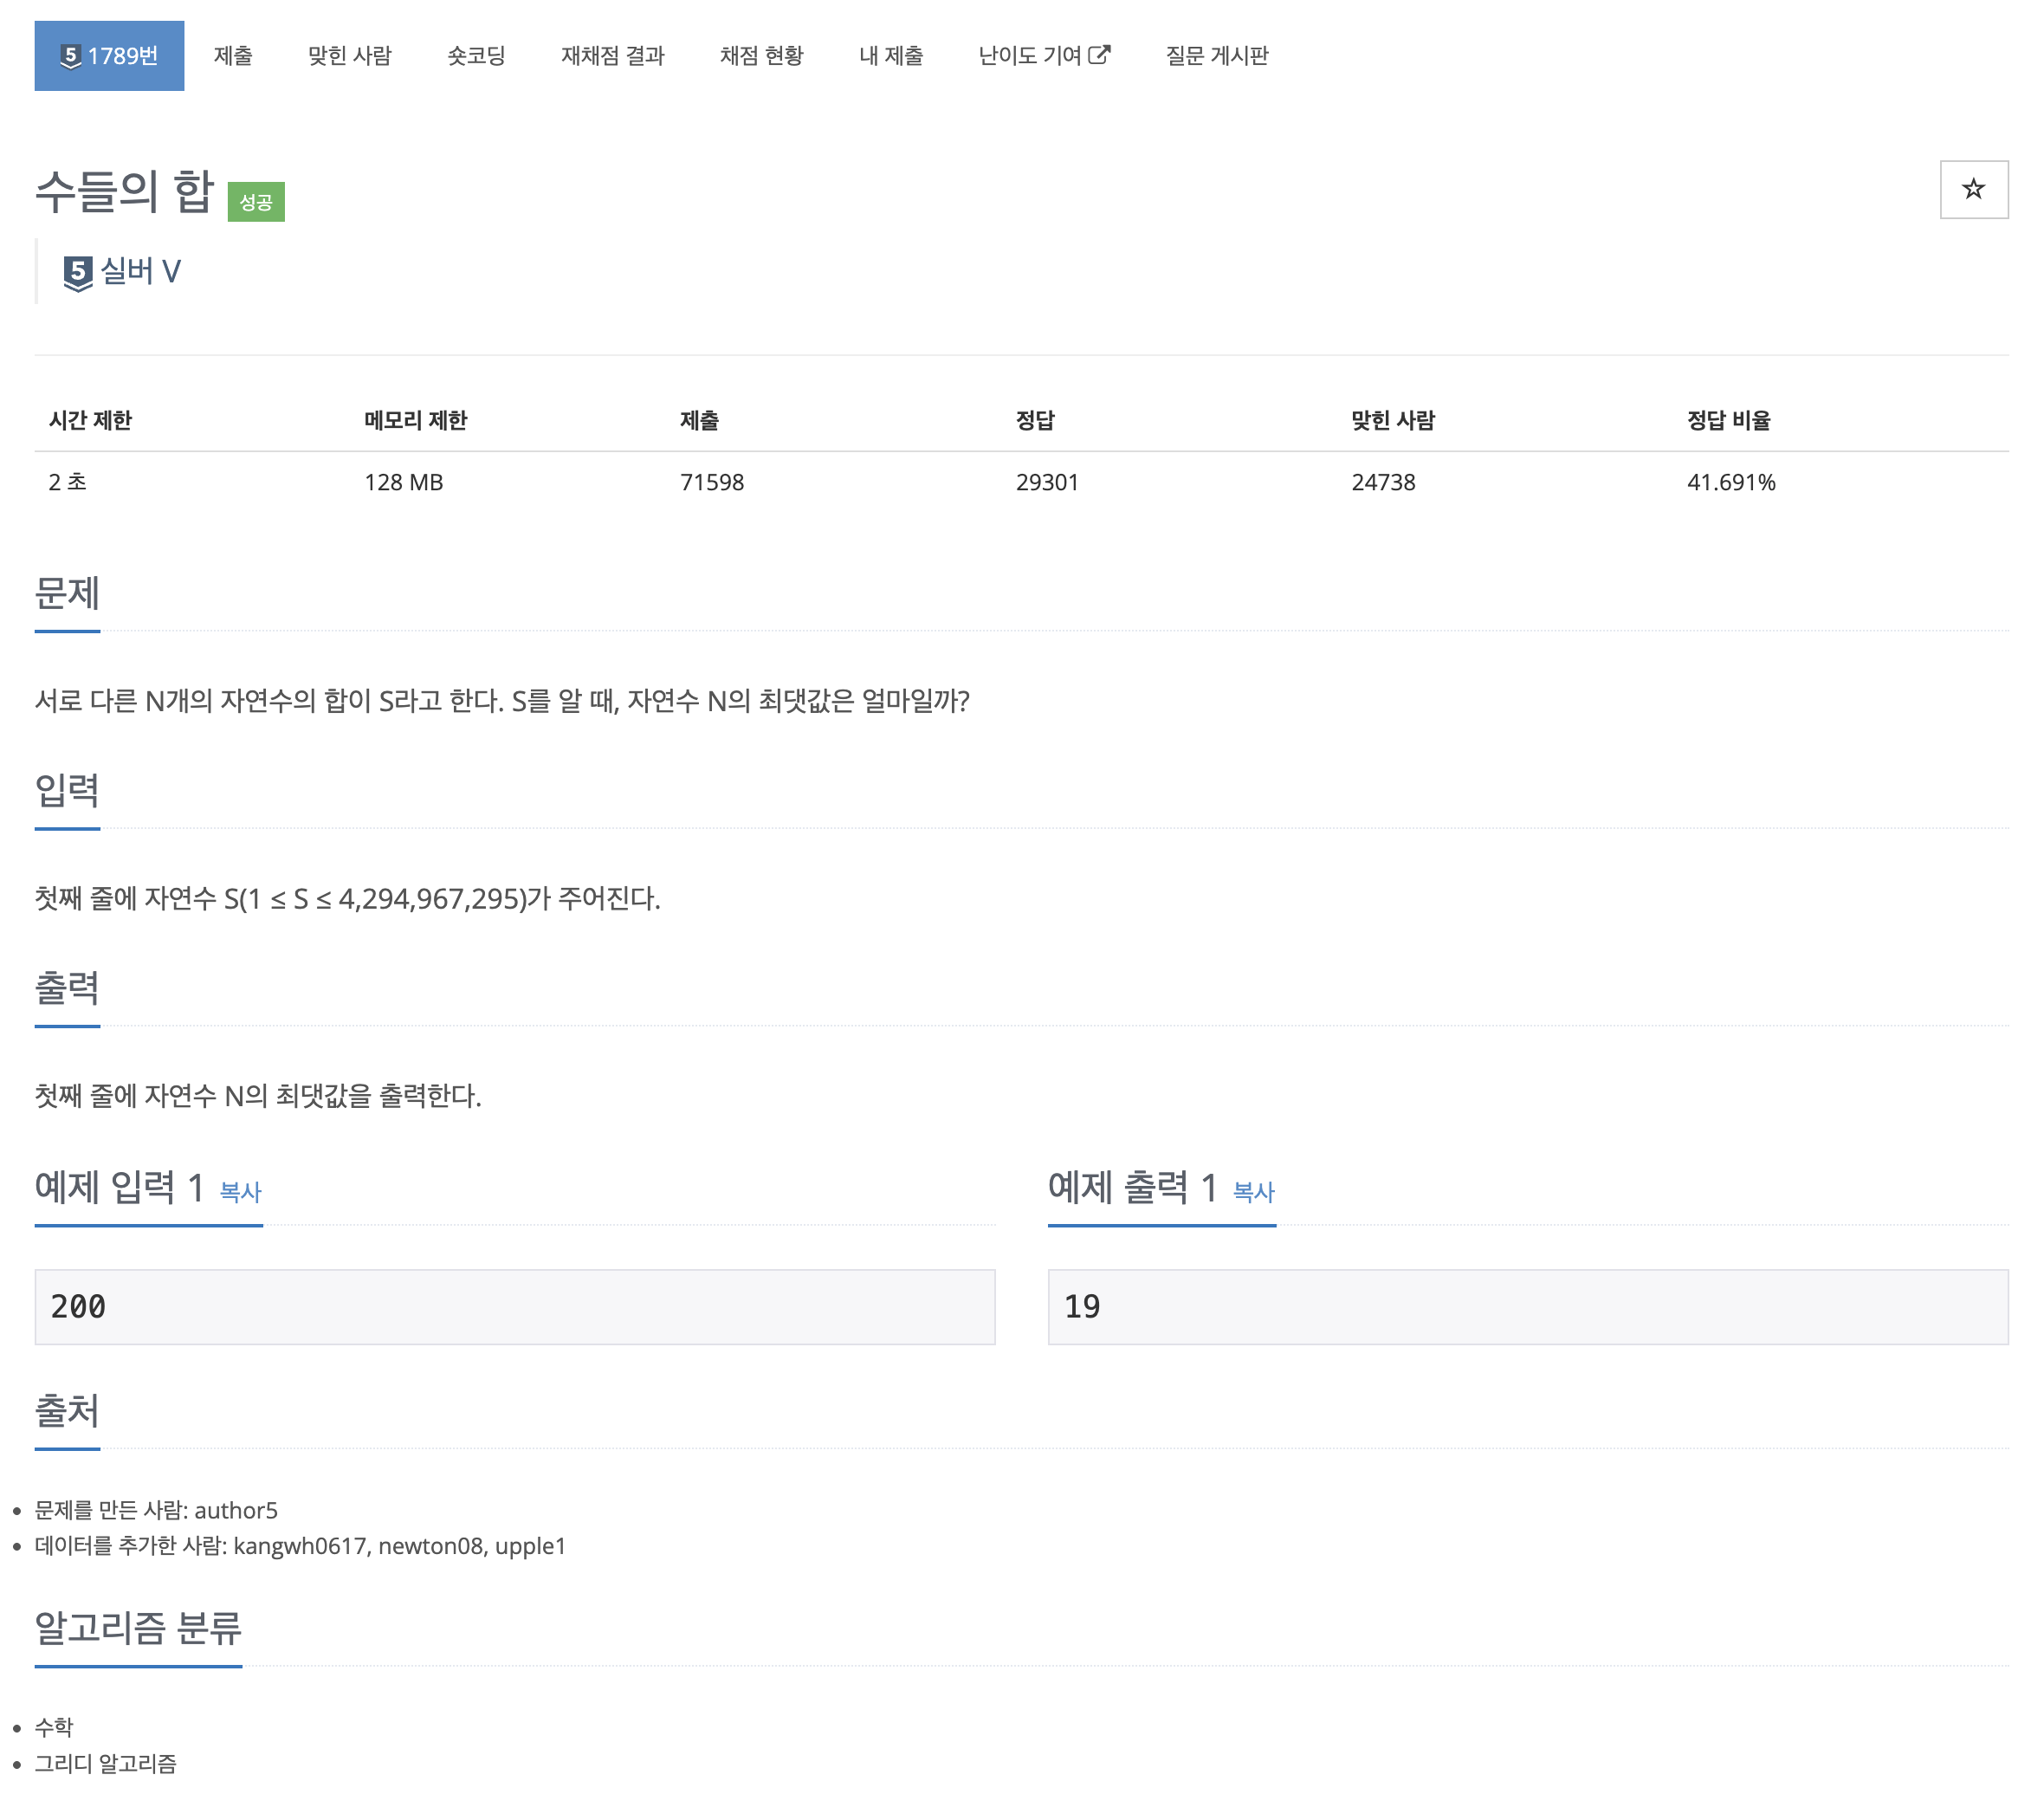 5 1789번 제출 맞힌 사람 숏코딩 재채점 결과 채점 현황 내 제출 난이도 기여 질문 게시판
수들의 합 성공
5 실버 V
시간 제한 메모리 제한 제출 정답 맞힌 사람 정답 비율
2 초 128 MB 71598 29301 24738 41.691%
문제
서로 다른 N개의 자연수의 합이 S라고 한다. S를 알 때, 자연수 N의 최댓값은 얼마일까?
입력
첫째 줄에 자연수 S(1 ≤ S ≤ 4,294,967,295)가 주어진다.
출력
첫째 줄에 자연수 N의 최댓값을 출력한다.
예제 입력 1 복사
200
예제 출력 1 복사
19
출처
문제를 만든 사람: author5
데이터를 추가한 사람: kangwh0617, newton08, upple1
알고리즘 분류
수학
그리디 알고리즘